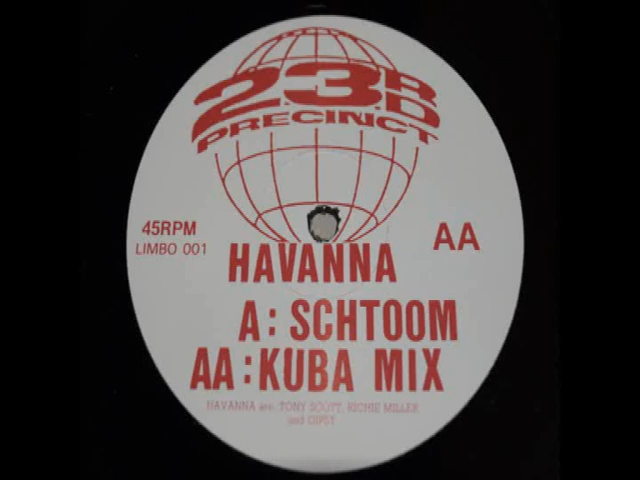 23RD
PRECINCT
45RPM
LIMBO 001
AA
HAVANNA
A: SCHTOOM
AA: KUBA MIX
HAVANNA are: TONY SCOTT, RICHIE MILLER
and GIPSY